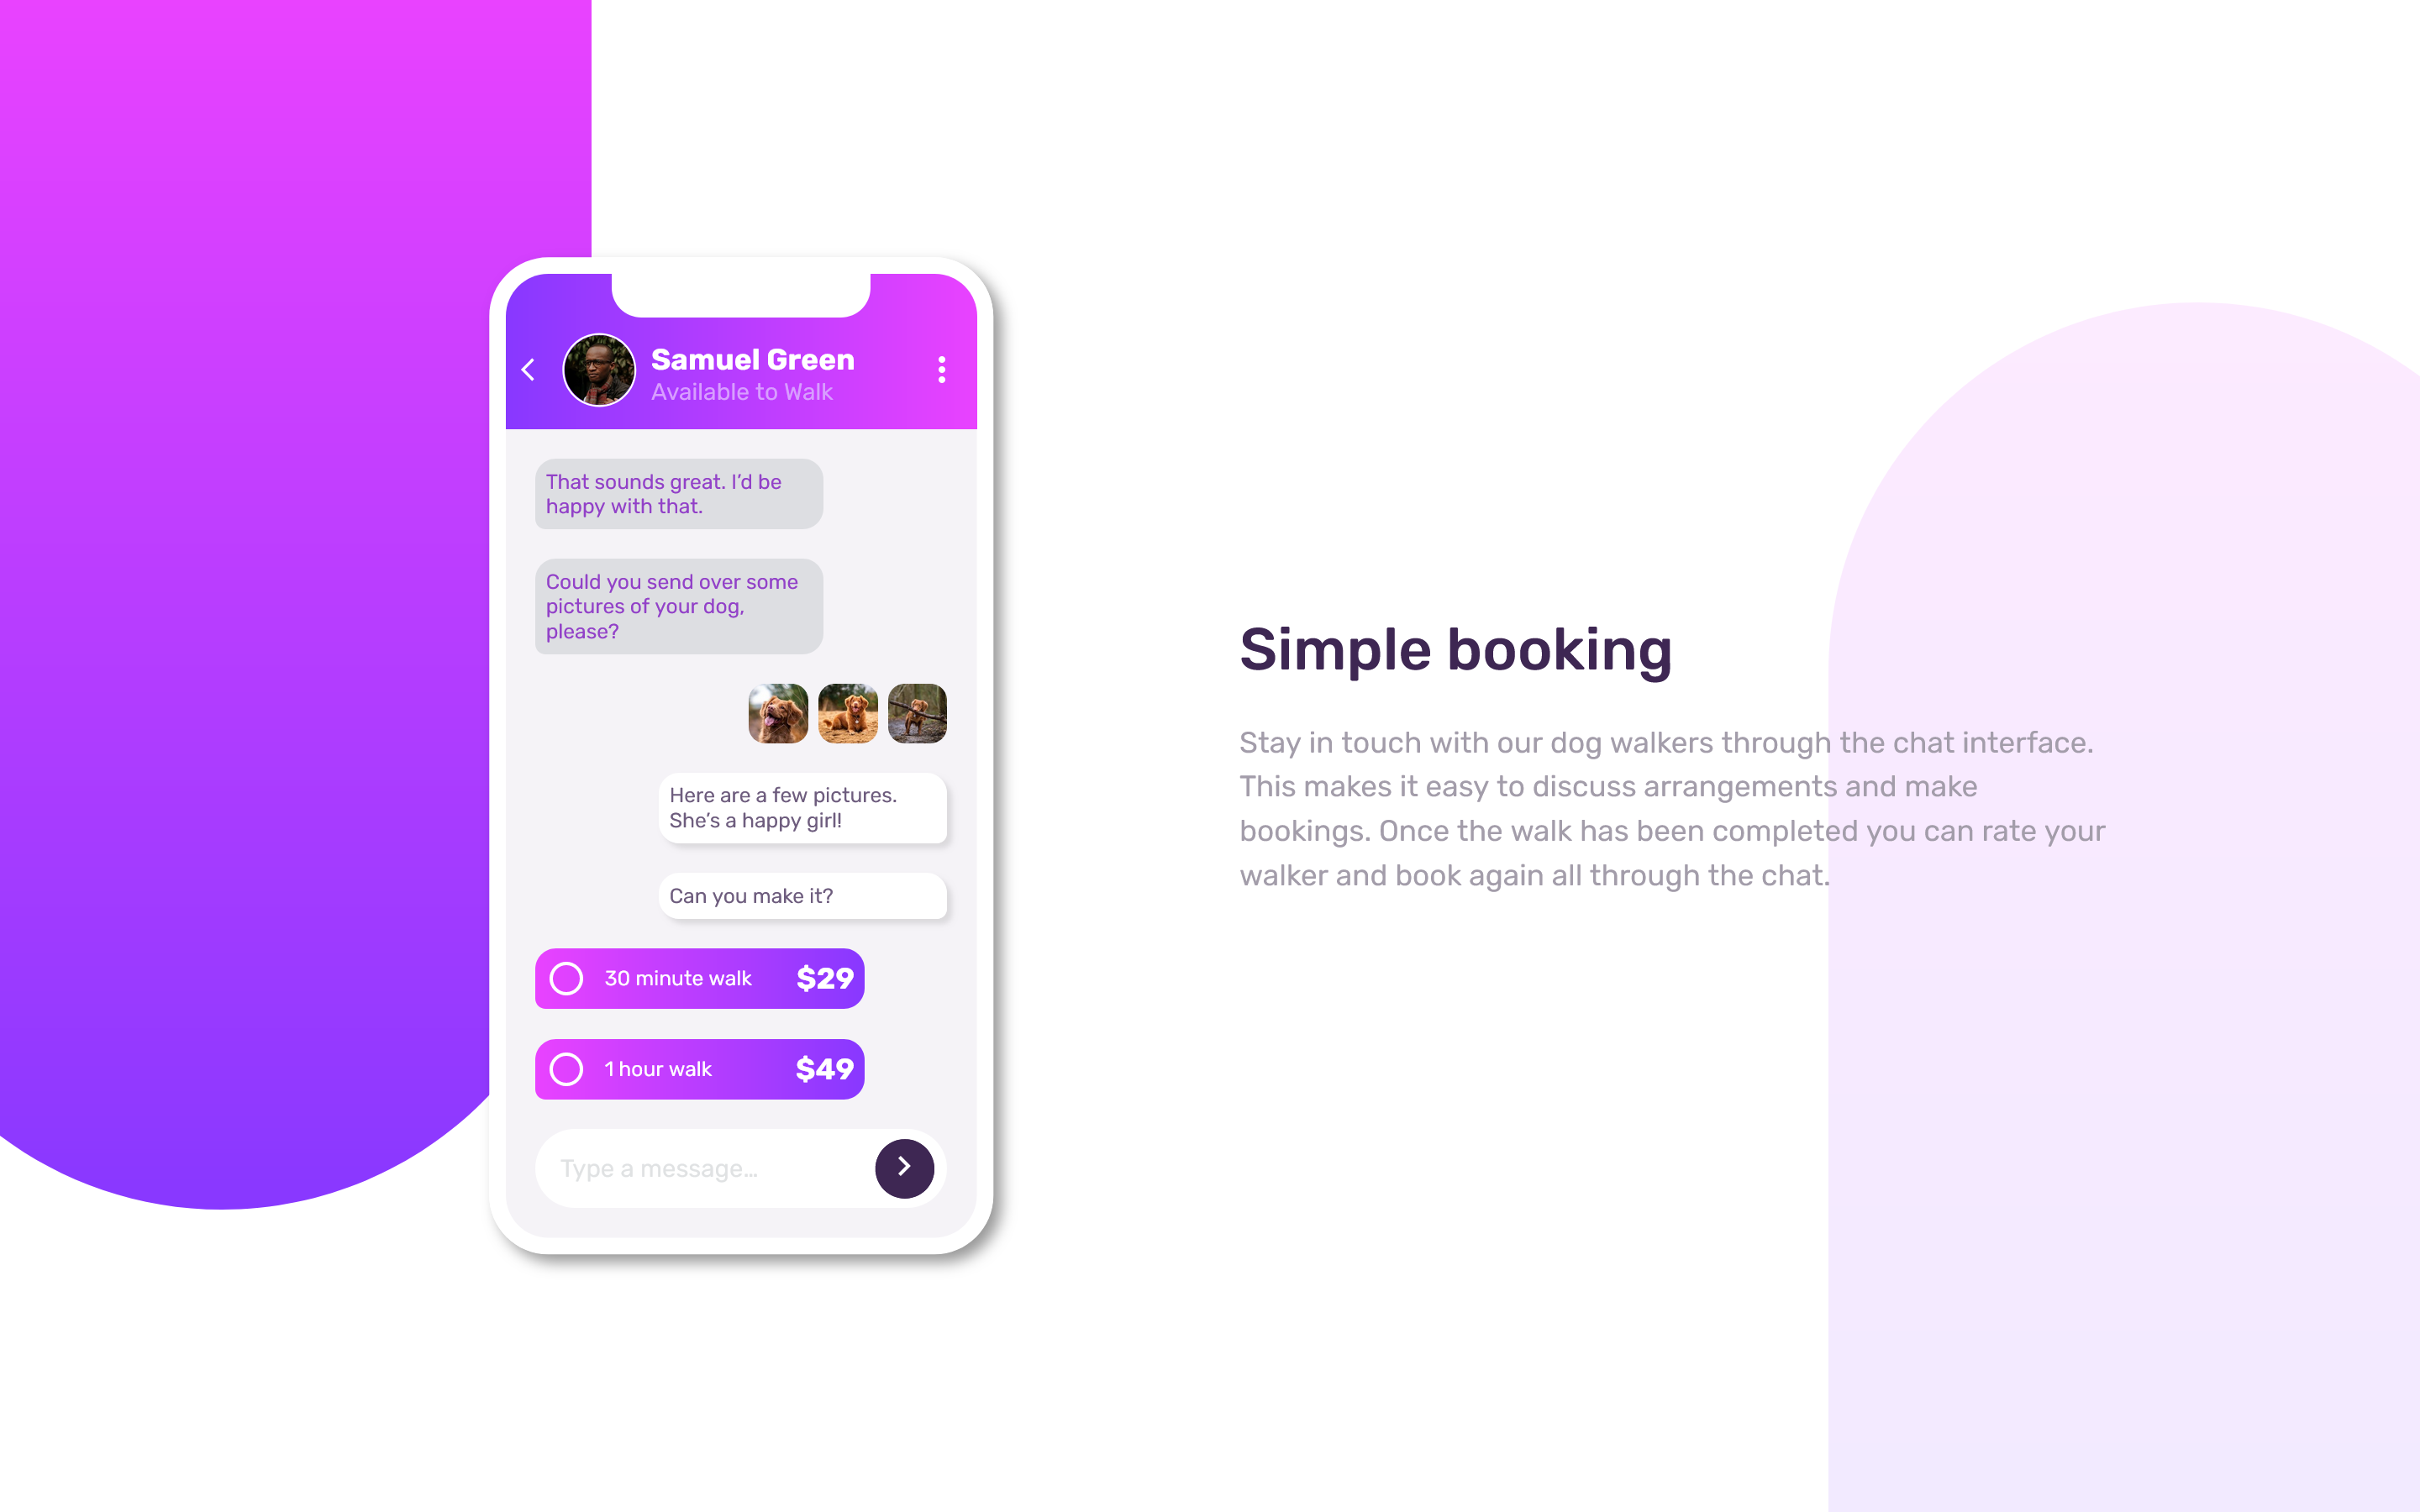 Samuel Green
Available to Walk
That sounds great. I’d be
happy with that.
Could you send over some
pictures of your dog,
please?
Here are a few pictures.
She’s a happy girl!
Can you make it?
30 minute walk $29
1 hour walk $49
Type a message…
Simple booking
Stay in touch with our dog walkers through the chat interface.
This makes it easy to discuss arrangements and make
bookings. Once the walk has been completed you can rate your
walker and book again all through the chat.